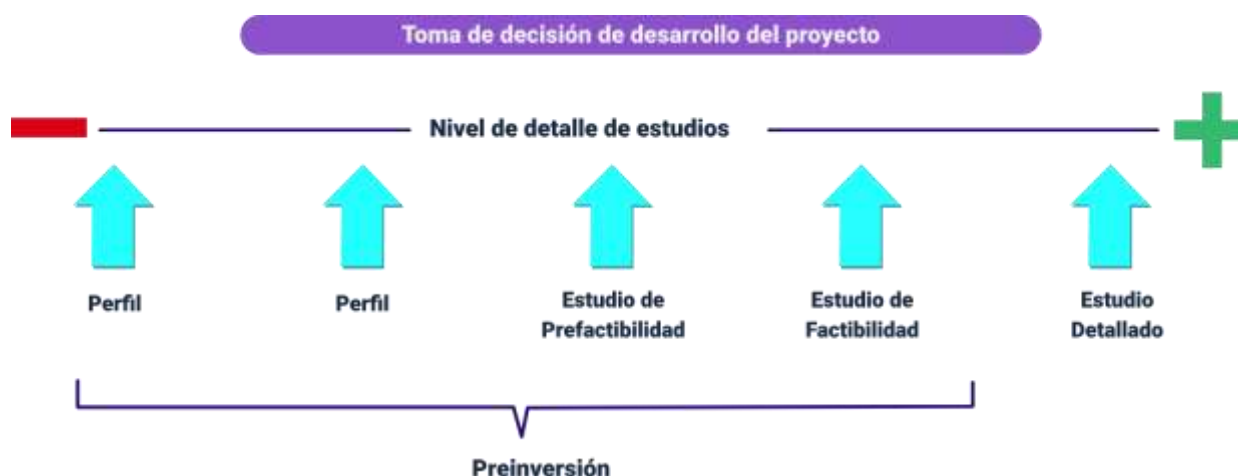 Toma de decisión de desarrollo del proyecto
Nivel de detalle de estudios
Perfil
Perfil
Estudio de
Prefactibilidad
Estudio de
Factibilidad
Estudio
Detallado
Preinversión